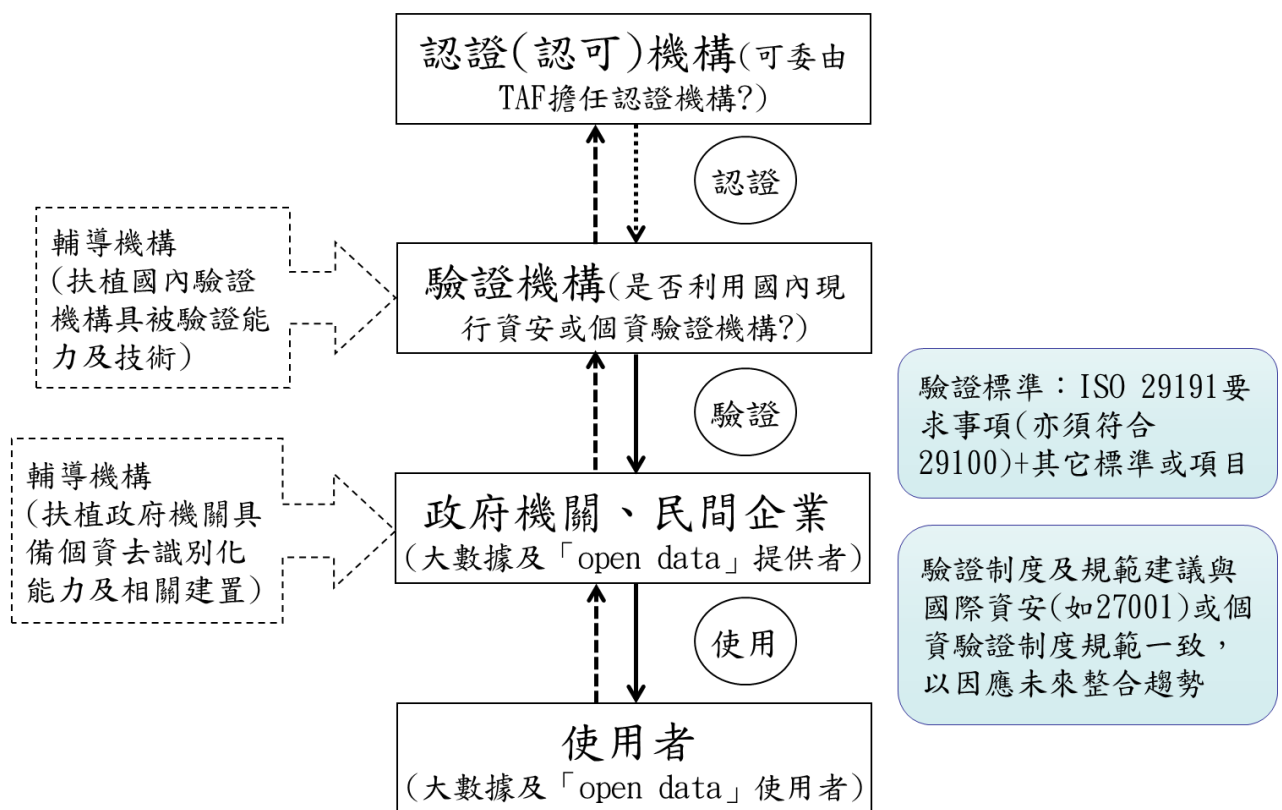 認證(認可)機構(可委由
TAF擔任認證機構?)
認證
輔導機構
(扶植國內驗證
機構具被驗證能
力及技術)
驗證機構(是否利用國內現
行資安或個資驗證機構?)
驗證
驗證標準：ISO 29191要
求事項(亦須符合
29100)+其它標準或項目
輔導機構
(扶植政府機關具
備個資去識別化
能力及相關建置)
政府機關、民間企業
(大數據及「open data」提供者)
使用
驗證制度及規範建議與
國際資安(如27001)或個
資驗證制度規範一致，
以因應未來整合趨勢
使用者
(大數據及「open data」使用者)